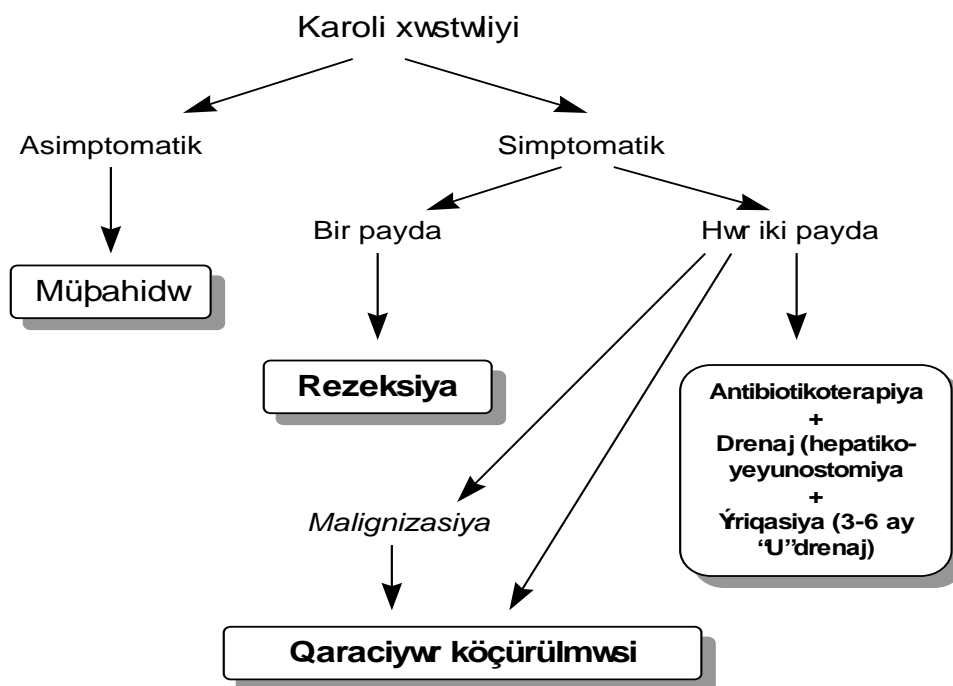 Karoli xwstwliyi
Asimptomatik
Simptomatik
Bir payda
Hwr iki payda
Müþahidw
Rezeksiya
Antibiotikoterapiya
+
Drenaj (hepatiko-
yeyunostomiya
+
Ýriqasiya (3-6 ay
“U”drenaj)
Malignizasiya
Qaraciywr köçürülmwsi